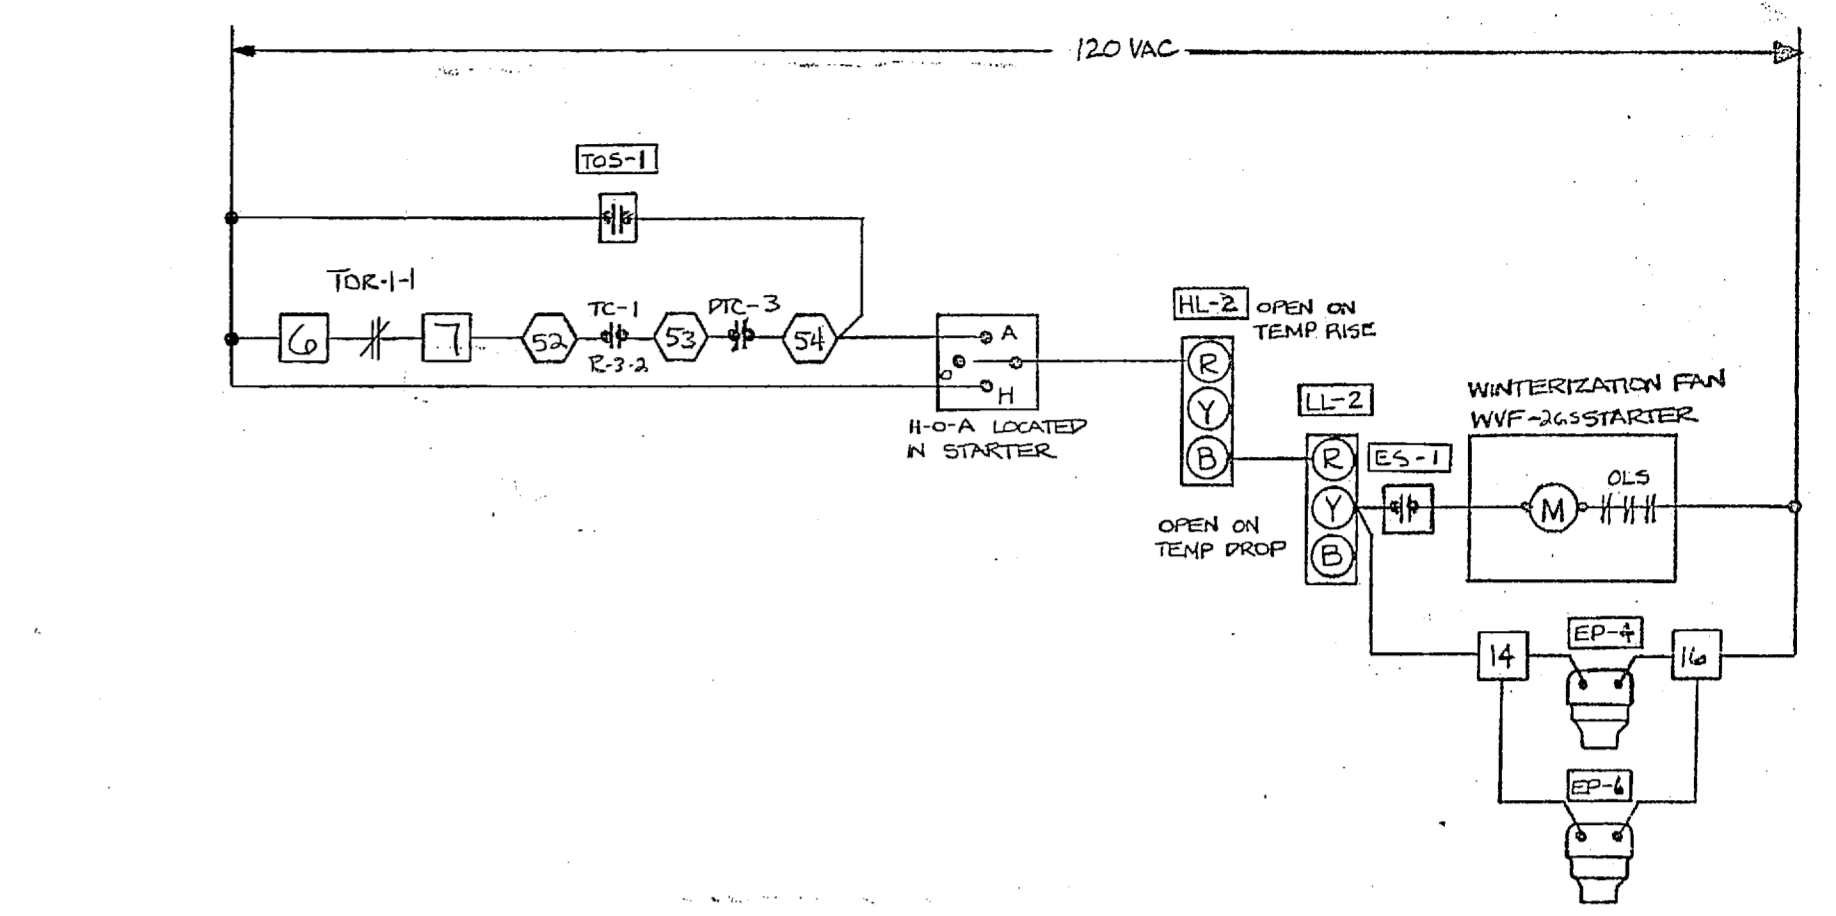 120 VAC
TOS-1
TDR-1-1
TC-1
DTC-3
6
7
52
53
54
R-3-2
A
O
H
H-O-A LOCATED
IN STARTER
HL-2
OPEN ON
TEMP RISE
R
Y
B
LL-2
R
Y
B
OPEN ON
TEMP DROP
ES-1
WINTERIZATION FAN
WVF-26S STARTER
M
OLS
14
EP-4
16
EP-6